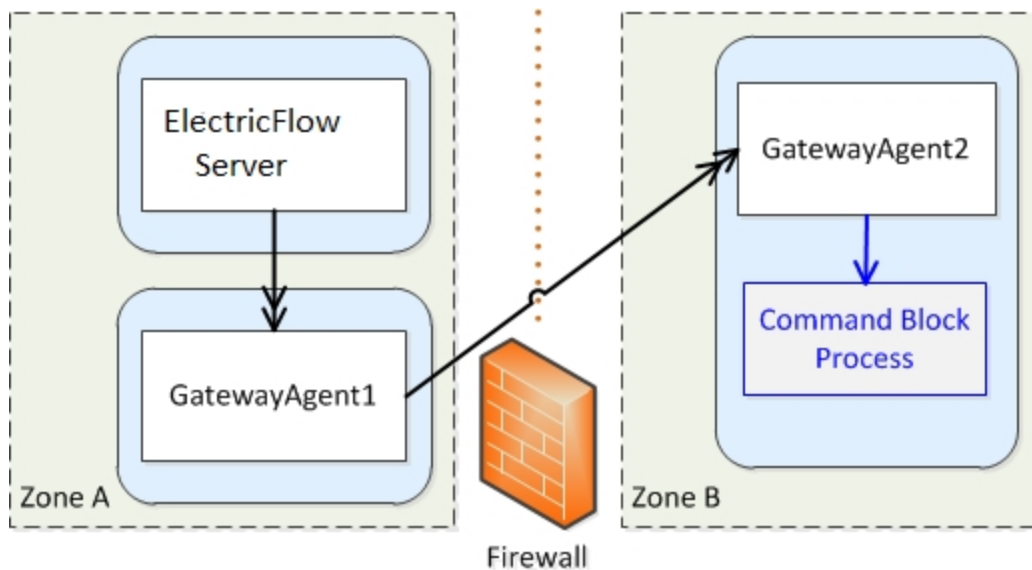 ElectricFlow
Server
GatewayAgent1
Zone A
Firewall
GatewayAgent2
Command Block
Process
Zone B